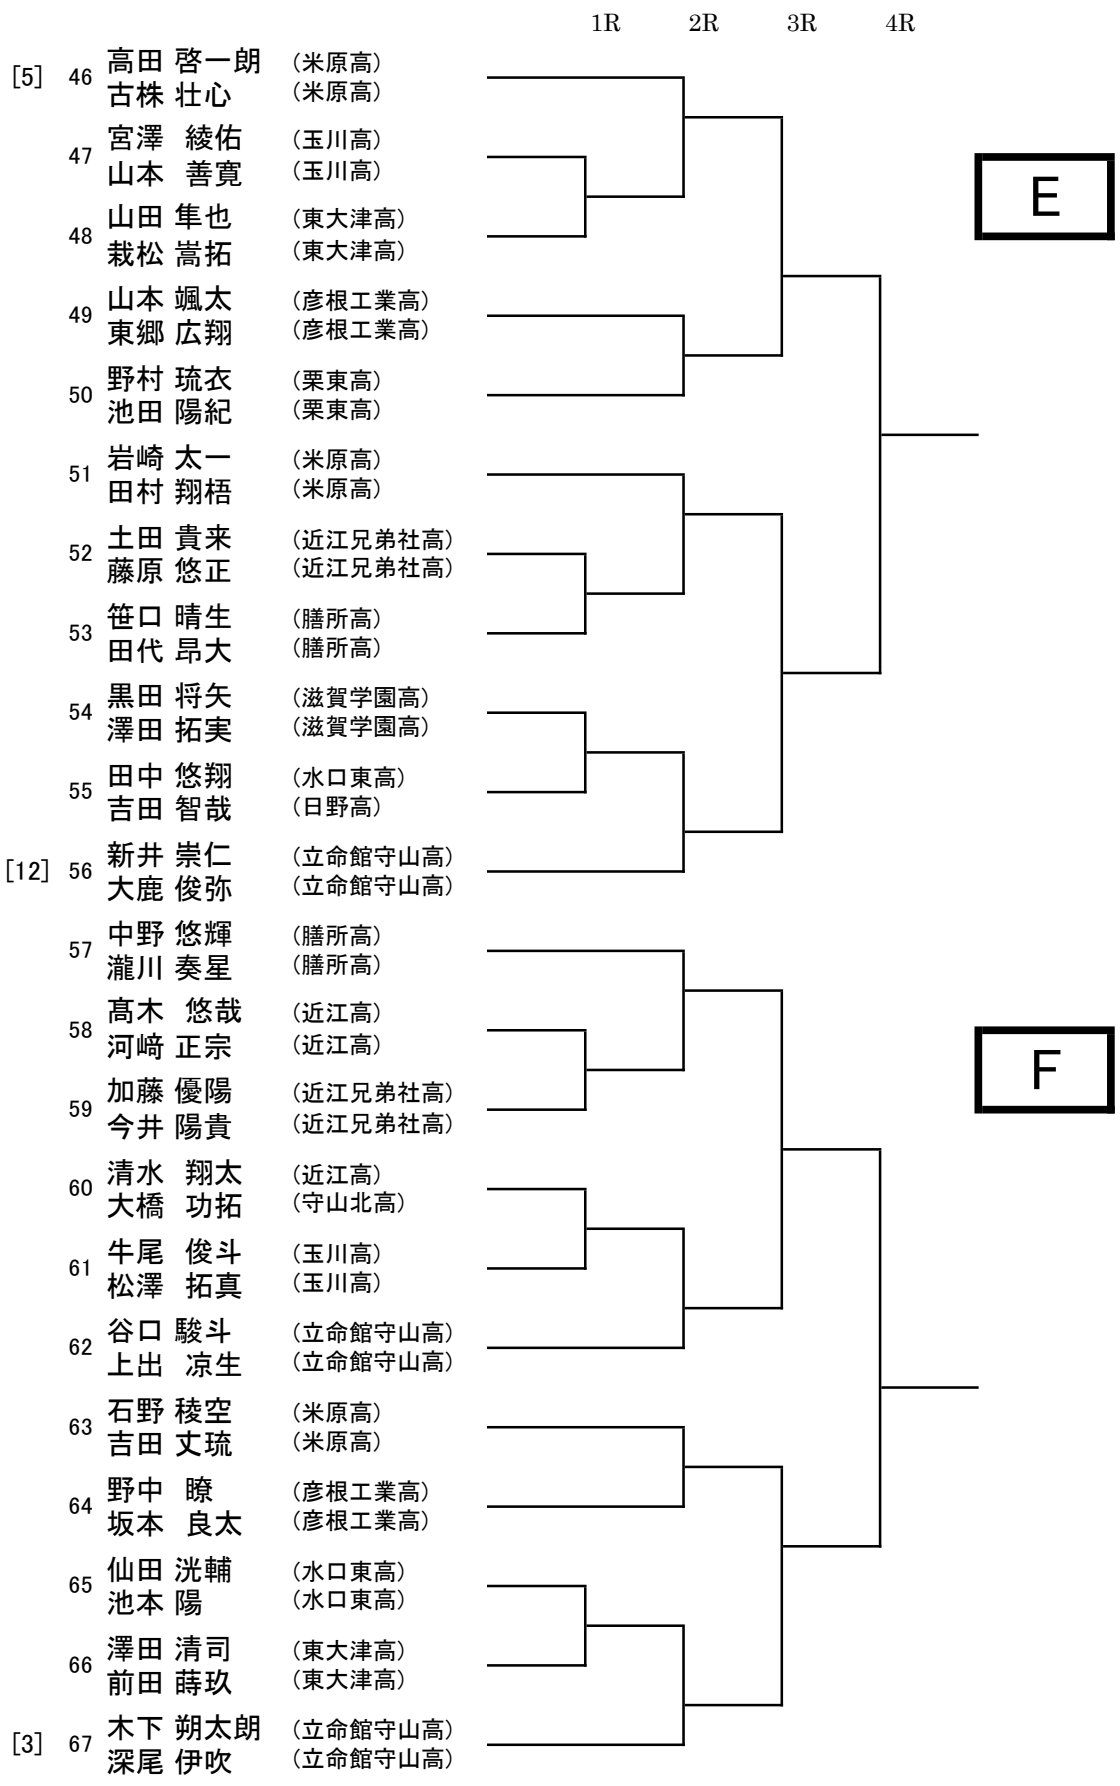 1R 2R 3R 4R
[5] 46 高田 啓一朗 (米原高)
古株 壮心 (米原高)
47 宮澤 綾佑 (玉川高)
山本 善寛 (玉川高)
E
48 山田 隼也 (東大津高)
栽松 嵩拓 (東大津高)
49 山本 颯太 (彦根工業高)
東郷 広翔 (彦根工業高)
50 野村 琉衣 (栗東高)
池田 陽紀 (栗東高)
51 岩崎 太一 (米原高)
田村 翔梧 (米原高)
52 土田 貴来 (近江兄弟社高)
藤原 悠正 (近江兄弟社高)
53 笹口 晴生 (膳所高)
田代 昂大 (膳所高)
54 黒田 将矢 (滋賀学園高)
澤田 拓実 (滋賀学園高)
55 田中 悠翔 (水口東高)
吉田 智哉 (日野高)
[12] 56 新井 崇仁 (立命館守山高)
大鹿 俊弥 (立命館守山高)
57 中野 悠輝 (膳所高)
瀧川 奏星 (膳所高)
58 髙木 悠哉 (近江高)
河﨑 正宗 (近江高)
F
59 加藤 優陽 (近江兄弟社高)
今井 陽貴 (近江兄弟社高)
60 清水 翔太 (近江高)
大橋 功拓 (守山北高)
61 牛尾 俊斗 (玉川高)
松澤 拓真 (玉川高)
62 谷口 駿斗 (立命館守山高)
上出 凉生 (立命館守山高)
63 石野 稜空 (米原高)
吉田 丈琉 (米原高)
64 野中 瞭 (彦根工業高)
坂本 良太 (彦根工業高)
65 仙田 洸輔 (水口東高)
池本 陽 (水口東高)
66 澤田 清司 (東大津高)
前田 蒔玖 (東大津高)
[3] 67 木下 朔太朗 (立命館守山高)
深尾 伊吹 (立命館守山高)